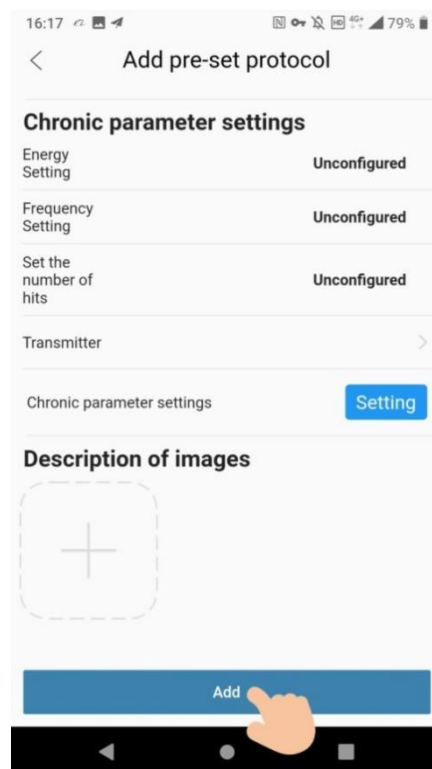 16:17 79%
Add pre-set protocol
Chronic parameter settings
Energy
Setting
Unconfigured
Frequency
Setting
Unconfigured
Set the
number of
hits
Unconfigured
Transmitter
Chronic parameter settings
Setting
Description of images
Add